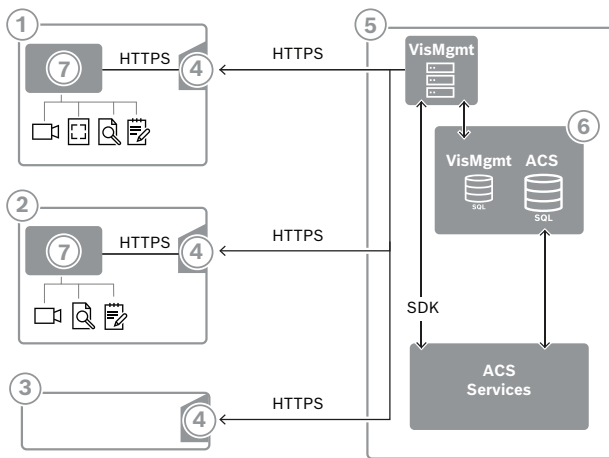 1
7
HTTPS
4
HTTPS
2
7
HTTPS
4
HTTPS
3
4
HTTPS
5
VisMgmt
6
VisMgmt ACS
SQL
SQL
SDK
ACS
Services